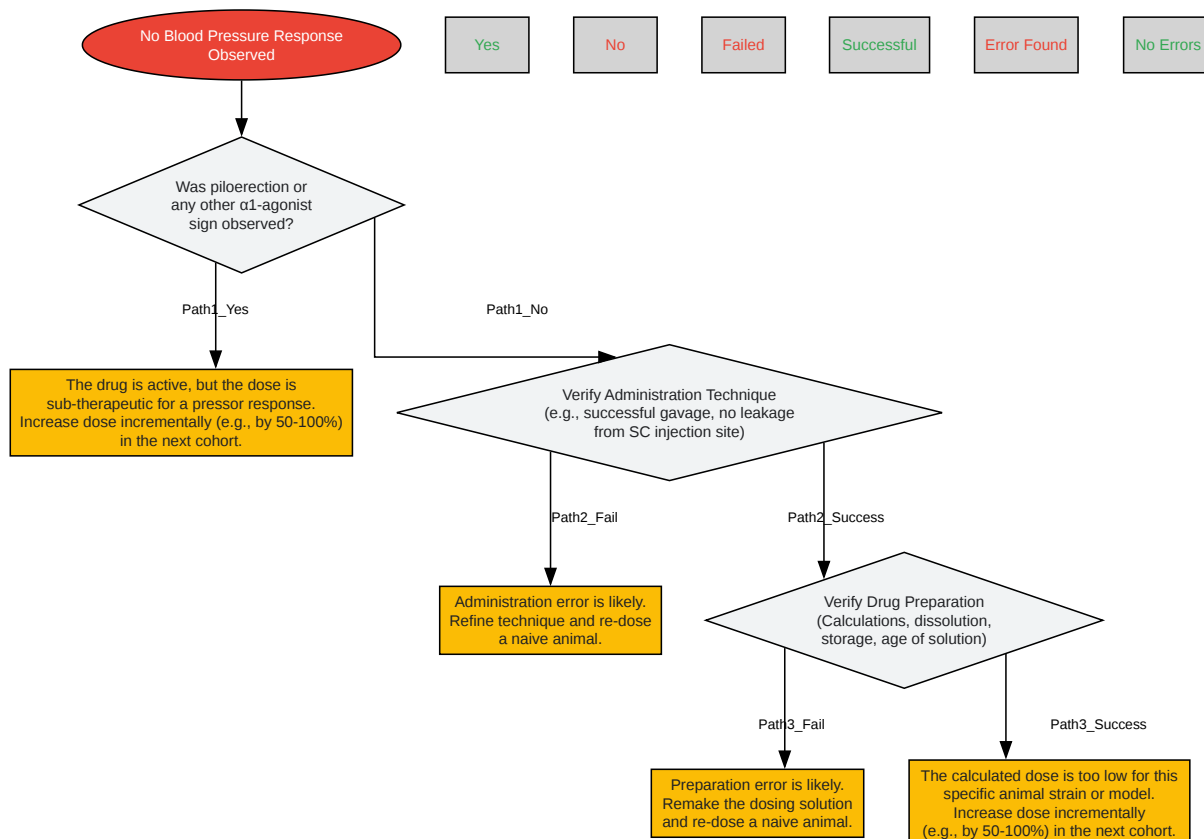 No Blood Pressure Response
Observed
Yes
No
Failed
Successful
Error Found
No Errors
Was piloerection or
any other α1-agonist
sign observed?
Path1_Yes
Path1_No
The drug is active, but the dose is
sub-therapeutic for a pressor response.
Increase dose incrementally (e.g., by 50-100%)
in the next cohort.
Verify Administration Technique
(e.g., successful gavage, no leakage
from SC injection site)
Path2_Fail
Path2_Success
Administration error is likely.
Refine technique and re-dose
a naive animal.
Verify Drug Preparation
(Calculations, dissolution,
storage, age of solution)
Path3_Fail
Path3_Success
Preparation error is likely.
Remake the dosing solution
and re-dose a naive animal.
The calculated dose is too low for this
specific animal strain or model.
Increase dose incrementally
(e.g., by 50-100%) in the next cohort.